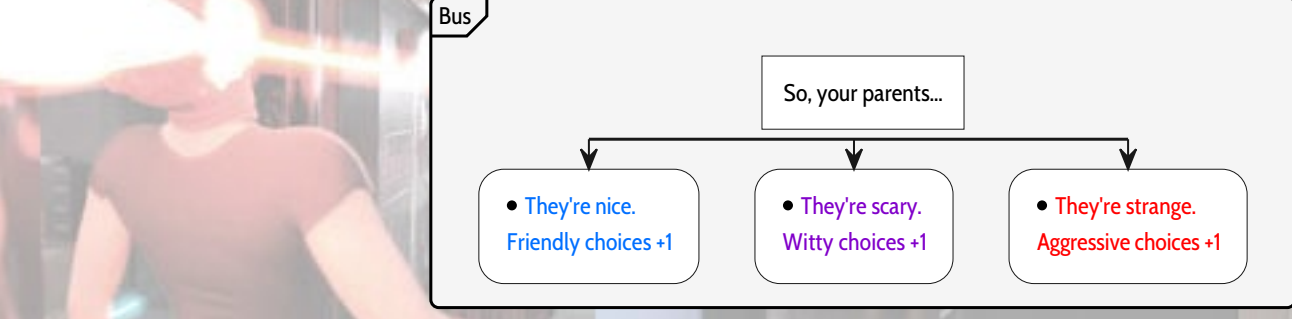 Bus
So, your parents...
• They're nice.
Friendly choices +1
• They're scary.
Witty choices +1
• They're strange.
Aggressive choices +1